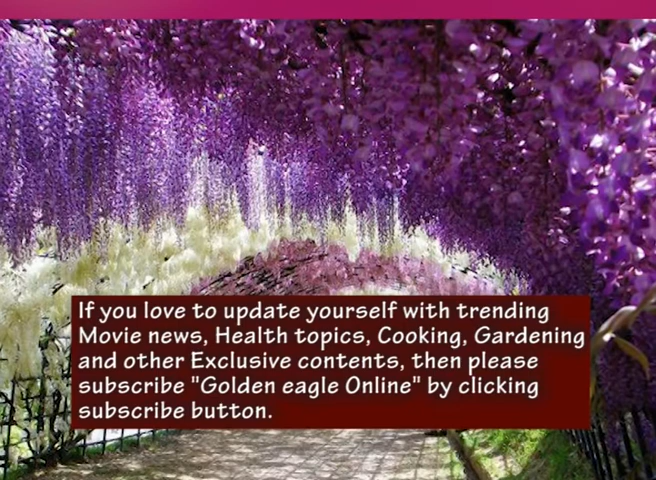 If you love to update yourself with trending
Movie news, Health topics, Cooking, Gardening
and other Exclusive contents, then please
subscribe "Golden eagle Online" by clicking
subscribe button.